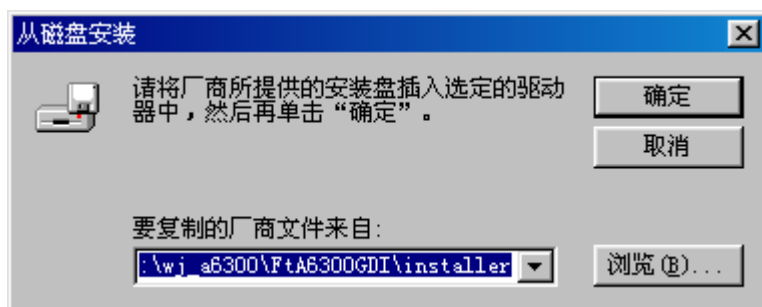 从磁盘安装
请将厂商所提供的安装盘插入选定的驱动
器中，然后再单击“确定”。
确定
取消
要复制的厂商文件来自:
:\wj_a6300\FtA6300GDI\installer
浏览(B)...